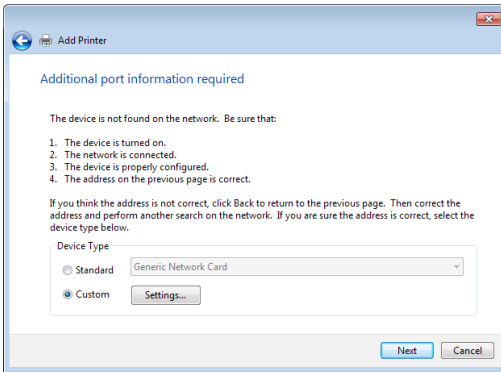 Add Printer
Additional port information required
The device is not found on the network.  Be sure that:
1.  The device is turned on.
2.  The network is connected.
3.  The device is properly configured.
4.  The address on the previous page is correct.
If you think the address is not correct, click Back to return to the previous page.  Then correct the
address and perform another search on the network.  If you are sure the address is correct, select the
device type below.
Device Type
Standard Generic Network Card
Custom Settings...
Next Cancel